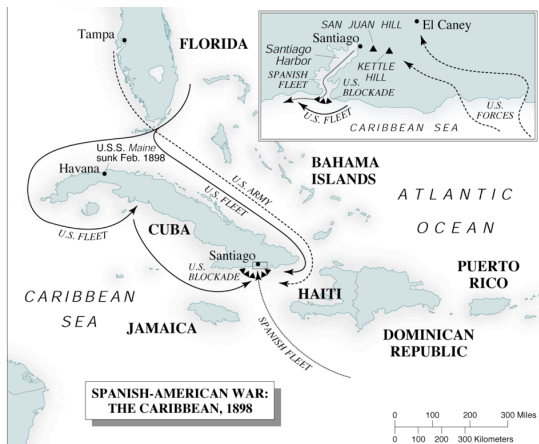 Tampa
FLORIDA
U.S.S. Maine
sunk Feb. 1898
Havana
U.S. FLEET
CUBA
U.S. ARMY
U.S. FLEET
BAHAMA
ISLANDS
ATLANTIC
OCEAN
Santiago
U.S.
BLOCKADE
CARIBBEAN
SEA
JAMAICA
HAITI
SPANISH FLEET
DOMINICAN
REPUBLIC
PUERTO
RICO
SAN JUAN HILL
El Caney
Santiago
Santiago
Harbor
KETTLE
HILL
SPANISH
FLEET
U.S.
BLOCKADE
U.S. FLEET
U.S.
FORCES
CARIBBEAN SEA
SPANISH-AMERICAN WAR:
THE CARIBBEAN, 1898
0 100 200 300 Miles
0 100 200 300 Kilometers